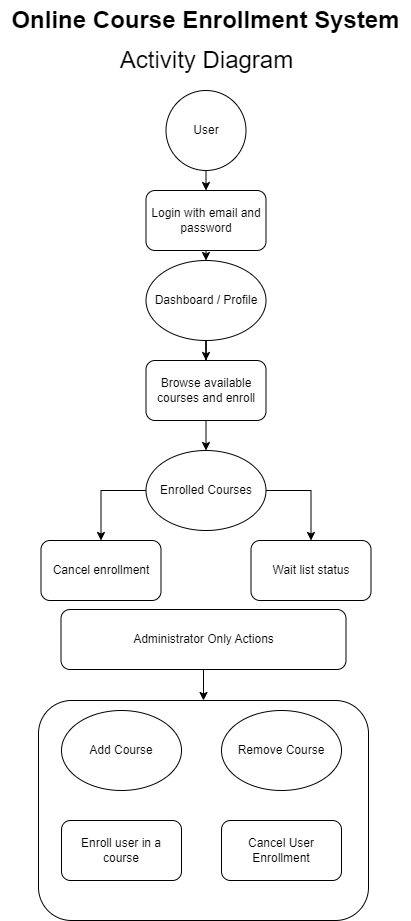 Online Course Enrollment System
Activity Diagram
User
Login with email and
password
Dashboard / Profile
Browse available
courses and enroll
Enrolled Courses
Cancel enrollment
Wait list status
Administrator Only Actions
Add Course
Remove Course
Enroll user in a
course
Cancel User
Enrollment